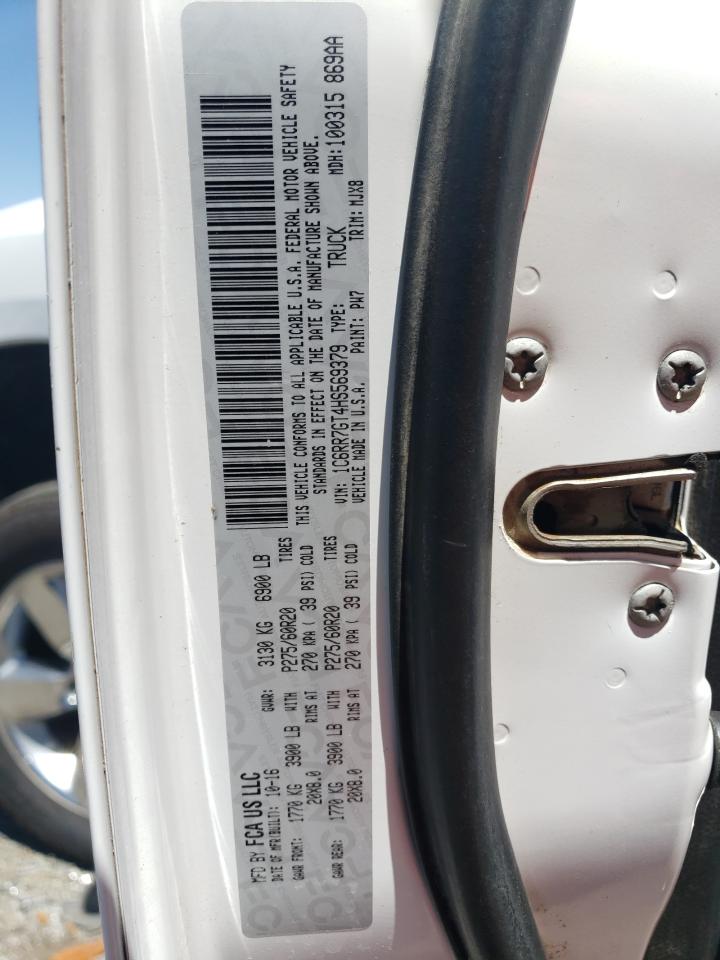 MFD BY FCA US LLC
DATE OF MFR(BUILT): 10-16 GVWR: 3130 KG 6900 LB
GAWR FRONT: 1770 KG 3900 LB WITH P275/60R20 TIRES
20X8.0 RIMS AT 270 KPA ( 39 PSI) COLD
GAWR REAR: 1770 KG 3900 LB WITH P275/60R20 TIRES
20X8.0 RIMS AT 270 KPA ( 39 PSI) COLD
THIS VEHICLE CONFORMS TO ALL APPLICABLE U.S.A. FEDERAL MOTOR VEHICLE SAFETY
STANDARDS IN EFFECT ON THE DATE OF MANUFACTURE SHOWN ABOVE.
MDH:100315 869AA
VIN: 1C6RR7GT4HS569379 TYPE: TRUCK
VEHICLE MADE IN U.S.A. PAINT: PW7 TRIM: MJX8